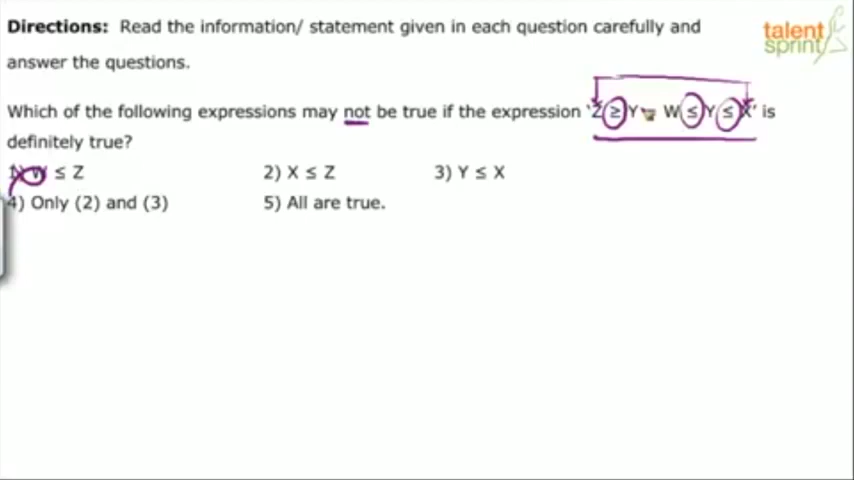 Directions: Read the information/ statement given in each question carefully and
talent
sprint
answer the questions.
Which of the following expressions may not be true if the expression ‘Z ≥ Y = W ≤ Y ≤ X’ is
definitely true?
1) W ≤ Z 2) X ≤ Z 3) Y ≤ X
4) Only (2) and (3) 5) All are true.